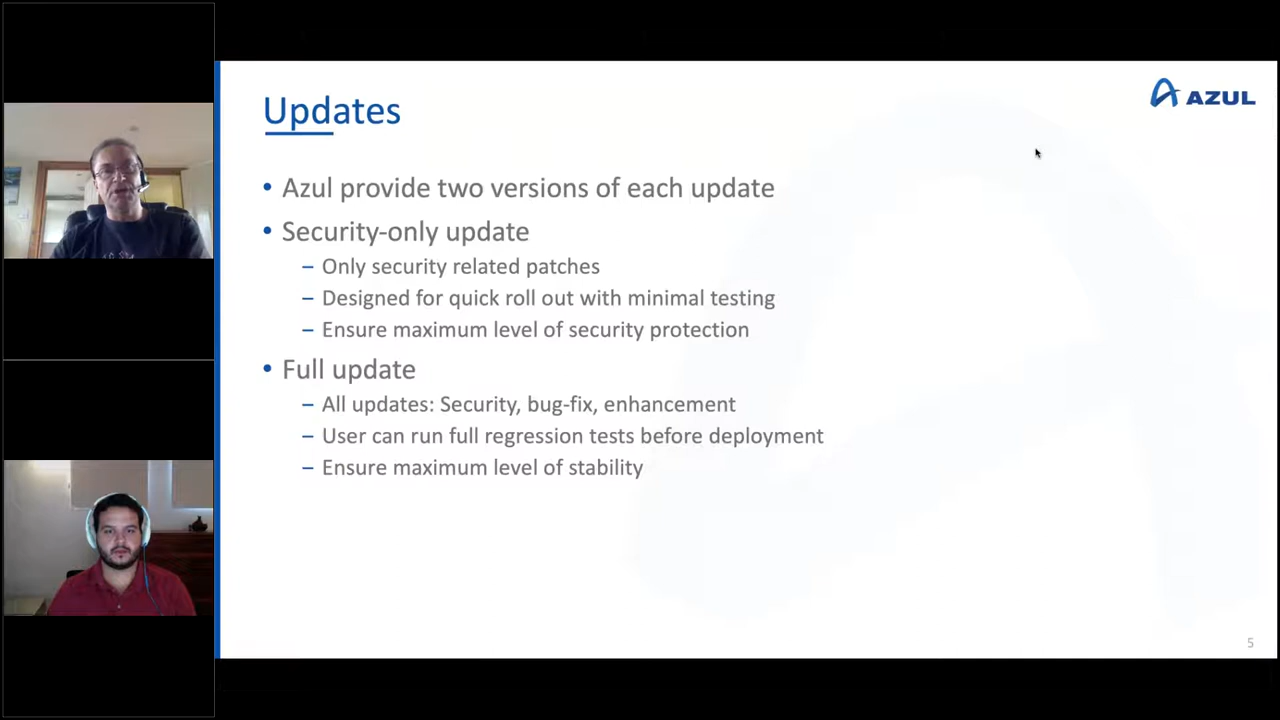 AZUL
Updates
• Azul provide two versions of each update
• Security-only update
– Only security related patches
– Designed for quick roll out with minimal testing
– Ensure maximum level of security protection
• Full update
– All updates: Security, bug-fix, enhancement
– User can run full regression tests before deployment
– Ensure maximum level of stability
5